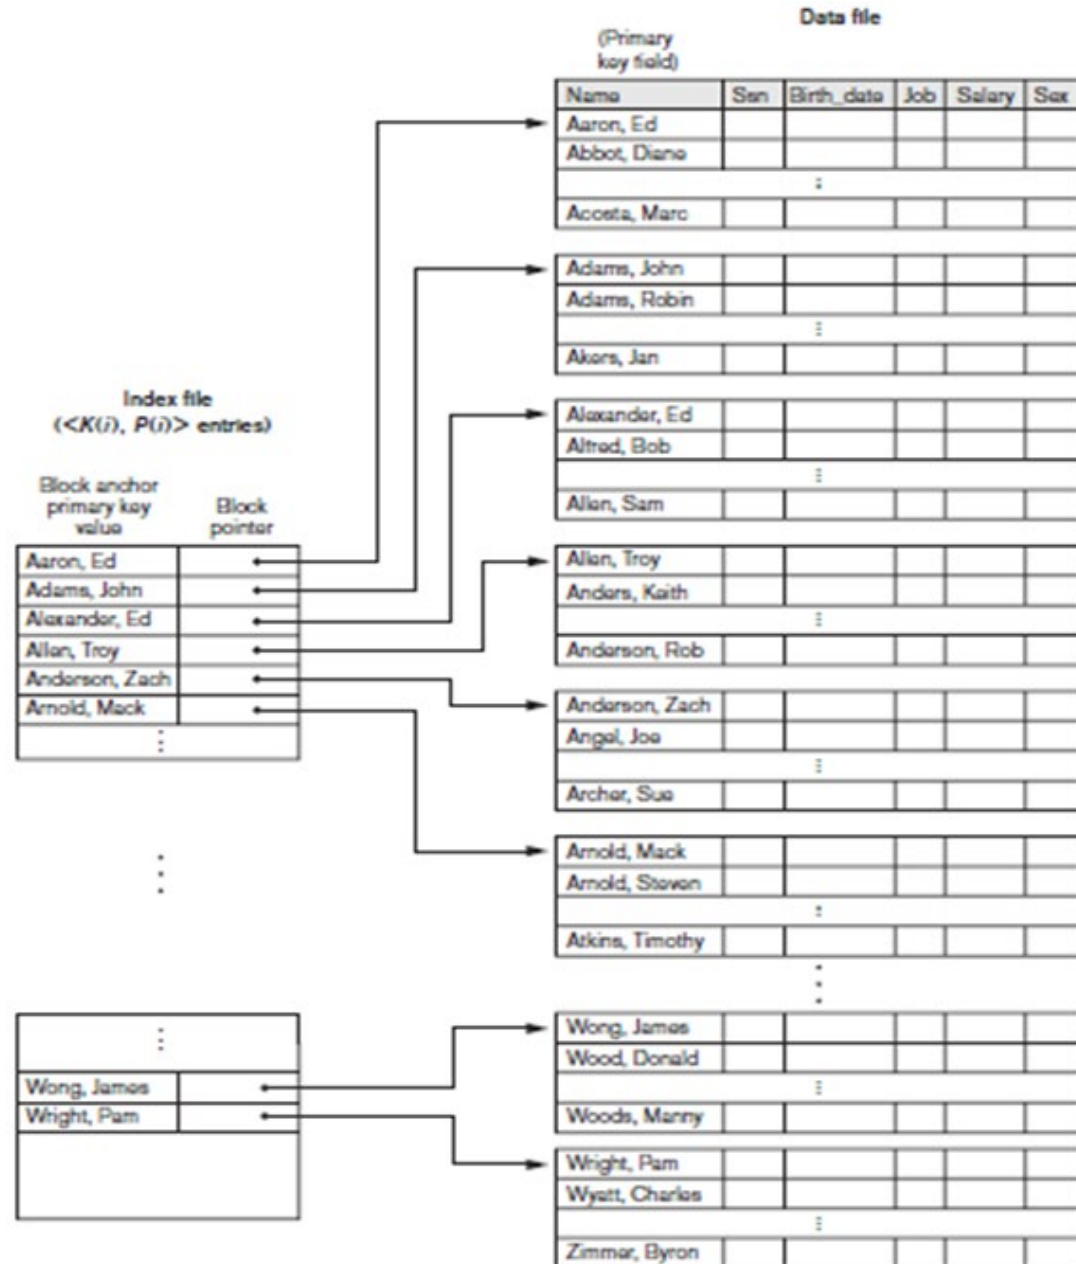 Data file
(Primary
key field)
Name Ssn Birth_date Job Salary Sex
Aaron, Ed
Abbot, Diane
⋮
Acosta, Marc
Adams, John
Adams, Robin
⋮
Akers, Jan
Alexander, Ed
Alfred, Bob
⋮
Allen, Sam
Allen, Troy
Anders, Keith
⋮
Anderson, Rob
Anderson, Zach
Angel, Joe
⋮
Archer, Sue
Arnold, Mack
Arnold, Steven
⋮
Atkins, Timothy
⋮
Wong, James
Wood, Donald
⋮
Woods, Manny
Wright, Pam
Wyatt, Charles
⋮
Zimmer, Byron
Index file
(<K(i), P(i)> entries)
Block anchor
primary key
value
Block
pointer
Aaron, Ed
Adams, John
Alexander, Ed
Allen, Troy
Anderson, Zach
Arnold, Mack
⋮
⋮
⋮
Wong, James
Wright, Pam